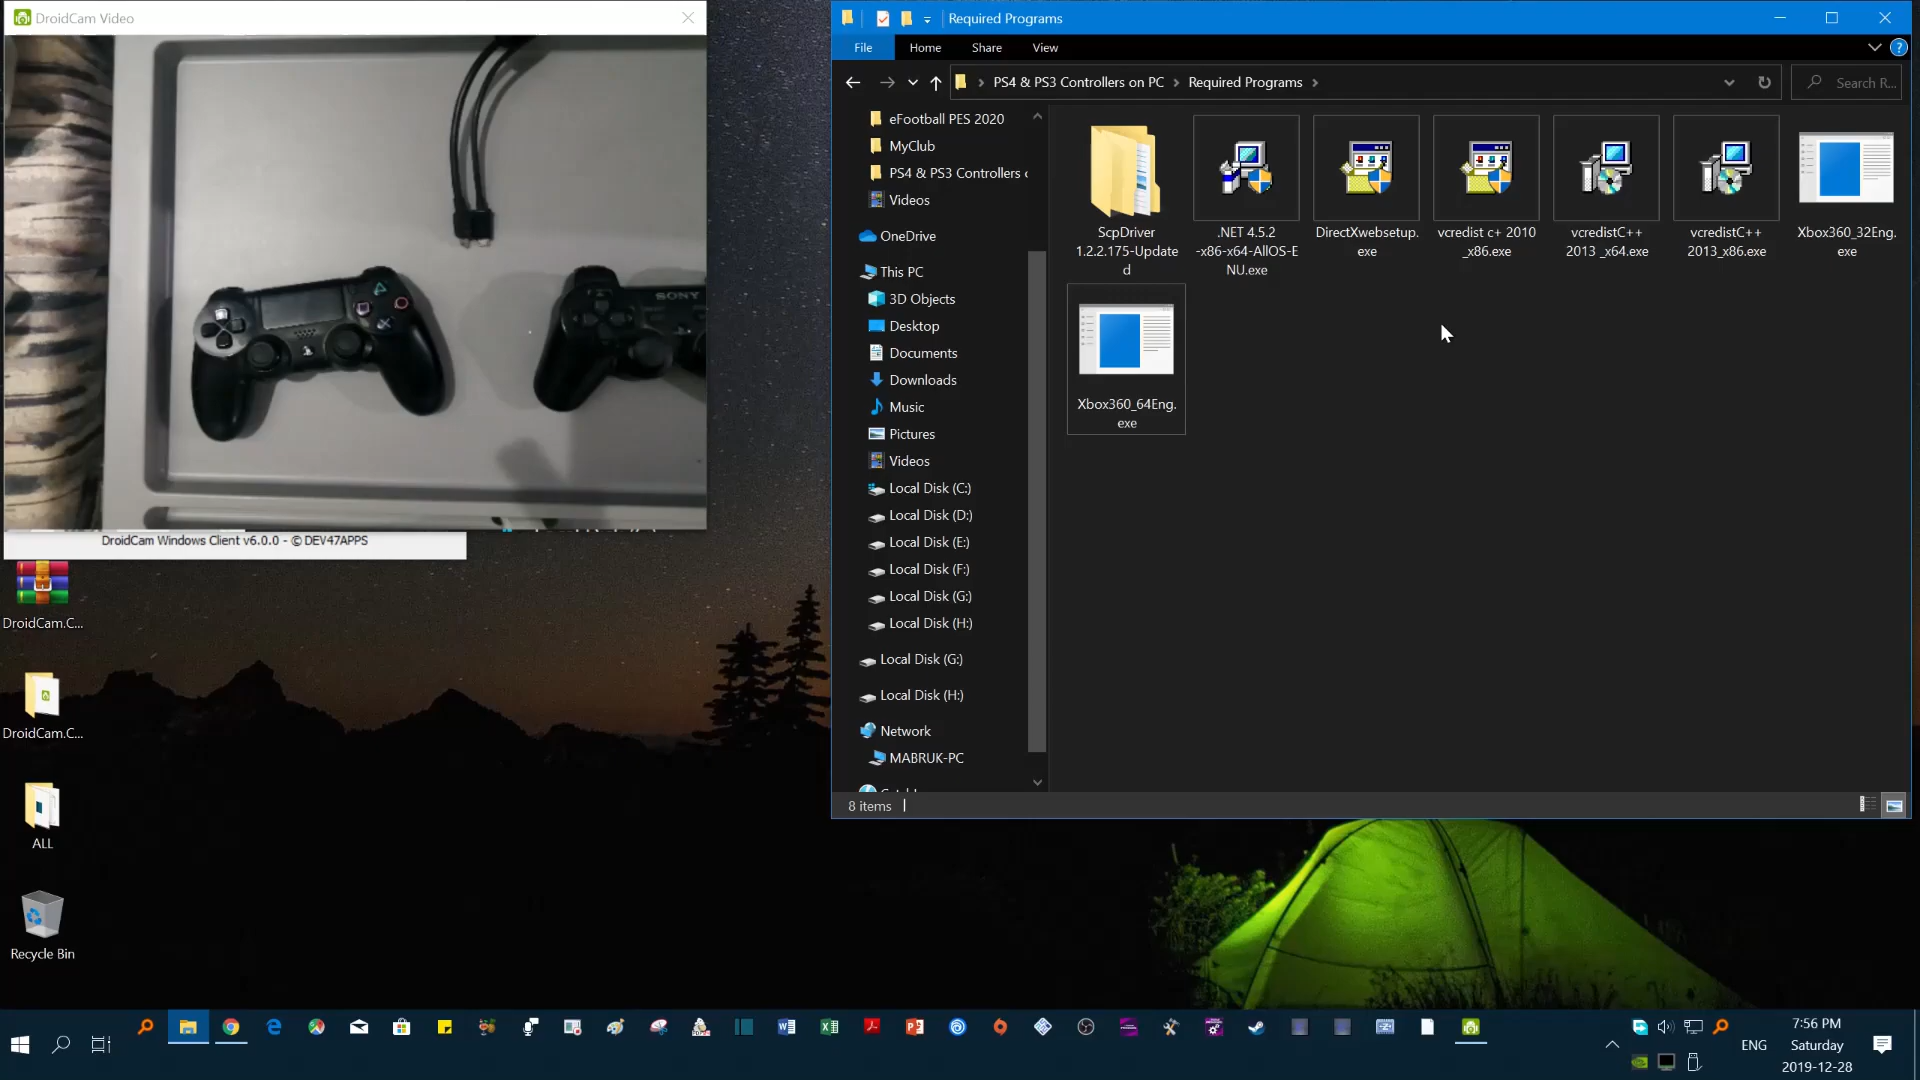 DroidCam Video
Required Programs
File
Home
Share
View
PS4 & PS3 Controllers on PC
Required Programs
Search R...
eFootball PES 2020
MyClub
PS4 & PS3 Controllers
Videos
OneDrive
This PC
3D Objects
Desktop
Documents
Downloads
Music
Pictures
Videos
Local Disk (C:)
Local Disk (D:)
Local Disk (E:)
Local Disk (F:)
Local Disk (G:)
Local Disk (H:)
Local Disk (G:)
Local Disk (H:)
Network
MABRUK-PC
ScpDriver
1.2.2.175-Update
d
.NET 4.5.2
-x86-x64-AllOS-E
NU.exe
DirectXwebsetup.
exe
vcredist c+ 2010
_x86.exe
vcredistC++
2013 _x64.exe
vcredistC++
2013_x86.exe
Xbox360_32Eng.
exe
Xbox360_64Eng.
exe
8 items
SONY
DroidCam Windows Client v6.0.0 - © DEV47APPS
DroidCam.C...
DroidCam.C...
ALL
Recycle Bin
ENG
7:56 PM
Saturday
2019-12-28